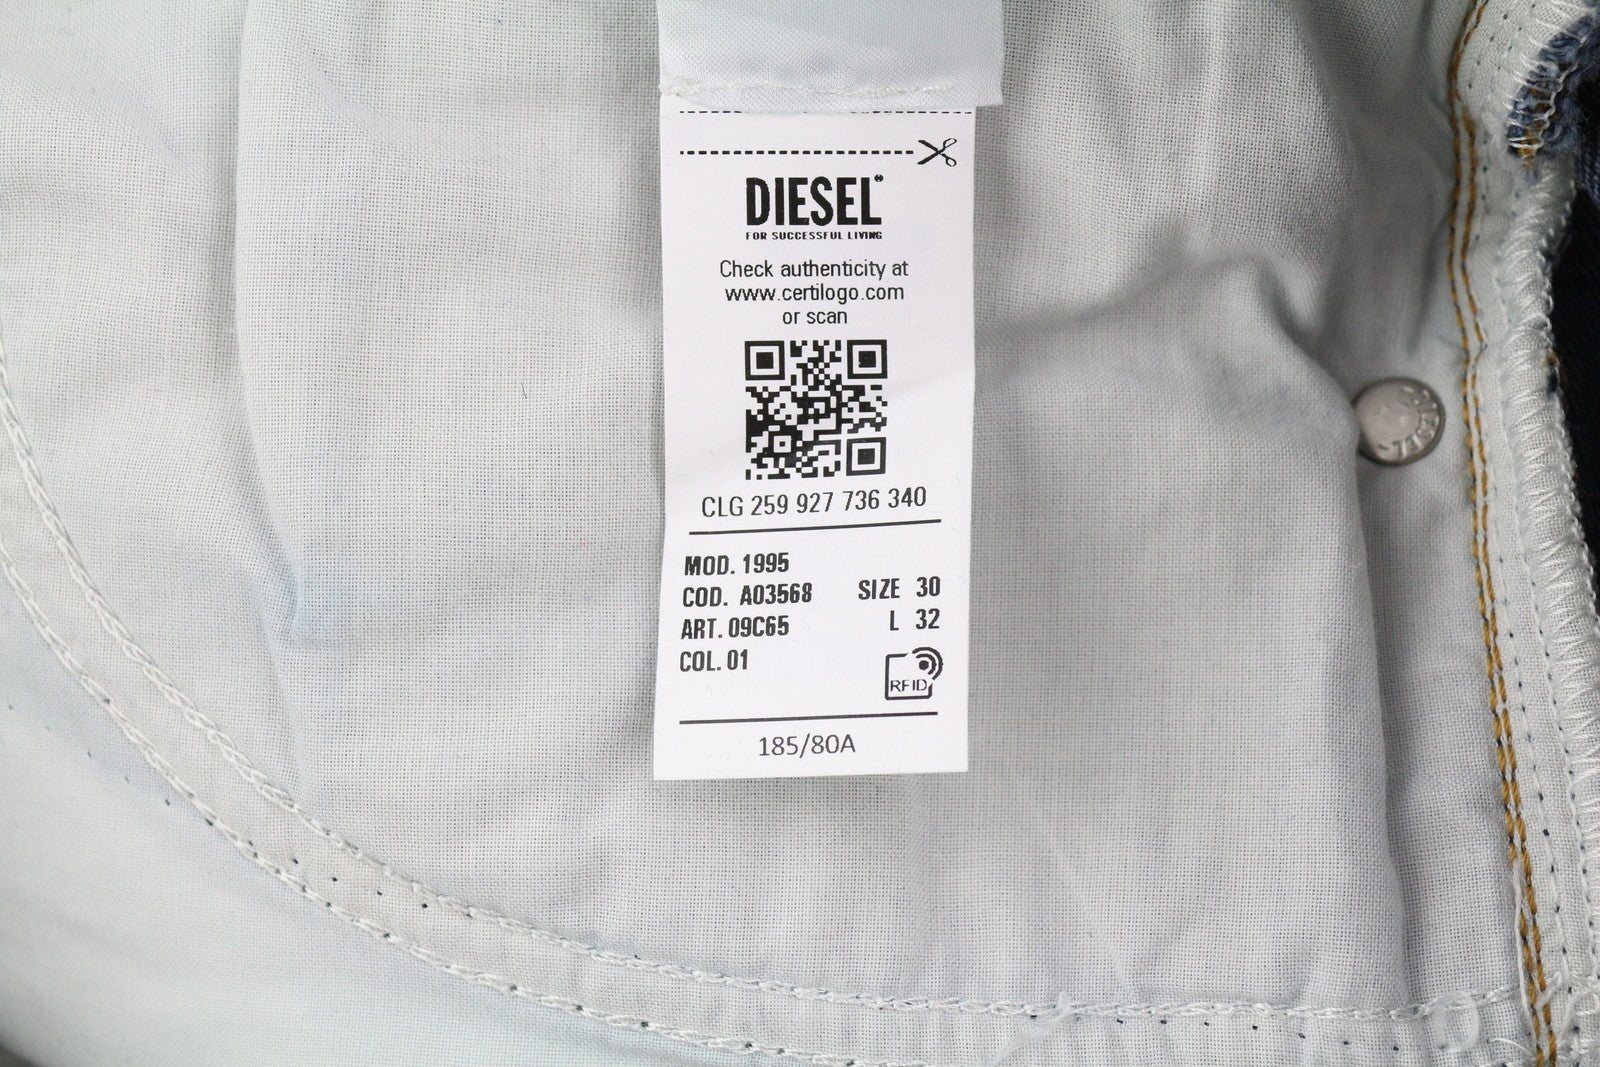 DIESEL
FOR SUCCESSFUL LIVING
Check authenticity at
www.certilogo.com
or scan
CLG 259 927 736 340
MOD. 1995
COD. A03568 SIZE 30
ART. 09C65 L 32
COL. 01
RFID
185/80A
DIESEL